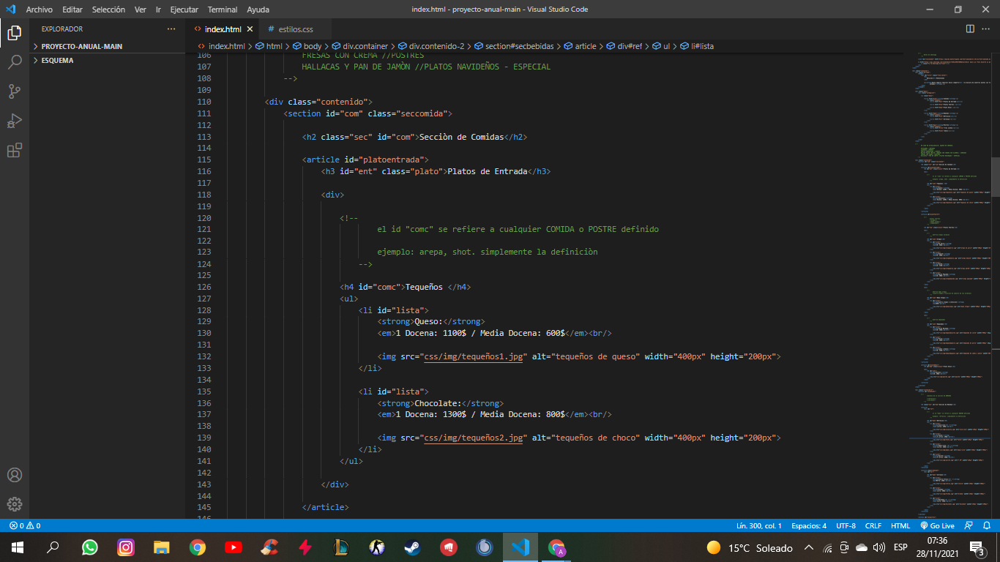 Archivo Editar Selección Ver Ir Ejecutar Terminal Ayuda
index.html - proyecto-anual-main - Visual Studio Code
EXPLORADOR
PROYECTO-ANUAL-MAIN
ESQUEMA
index.html
estilos.css
index.html > html > body > div.container > div.contenido-2 > section#secbebidas > article > div#ref > ul > li#lista
106 FRESAS CON CREMA //POSTRES
107 HALLACAS Y PAN DE JAMÒN //PLATOS NAVIDEÑOS - ESPECIAL
108 -->
109
110 <div class="contenido">
111 <section id="com" class="seccomida">
112
113 <h2 class="sec" id="com">Secciòn de Comidas</h2>
114
115 <article id="platoentrada">
116 <h3 id="ent" class="plato">Platos de Entrada</h3>
117
118 <div>
119
120 <!--
121 el id "comc" se refiere a cualquier COMIDA o POSTRE definido
122
123 ejemplo: arepa, shot. simplemente la definiciòn
124 -->
125
126 <h4 id="comc">Tequeños </h4>
127 <ul>
128 <li id="lista">
129 <strong>Queso:</strong>
130 <em>1 Docena: 1100$ / Media Docena: 600$</em><br/>
131
132 <img src="css/img/tequeños1.jpg" alt="tequeños de queso" width="400px" height="200px">
133 </li>
134
135 <li id="lista">
136 <strong>Chocolate:</strong>
137 <em>1 Docena: 1300$ / Media Docena: 800$</em><br/>
138
139 <img src="css/img/tequeños2.jpg" alt="tequeños de choco" width="400px" height="200px">
140 </li>
141 </ul>
142
143 </div>
144
145 </article>
146
0 0
Lín. 300, col. 1 Espacios: 4 UTF-8 CRLF HTML Go Live
15°C Soleado
ESP
07:36
28/11/2021
3
A